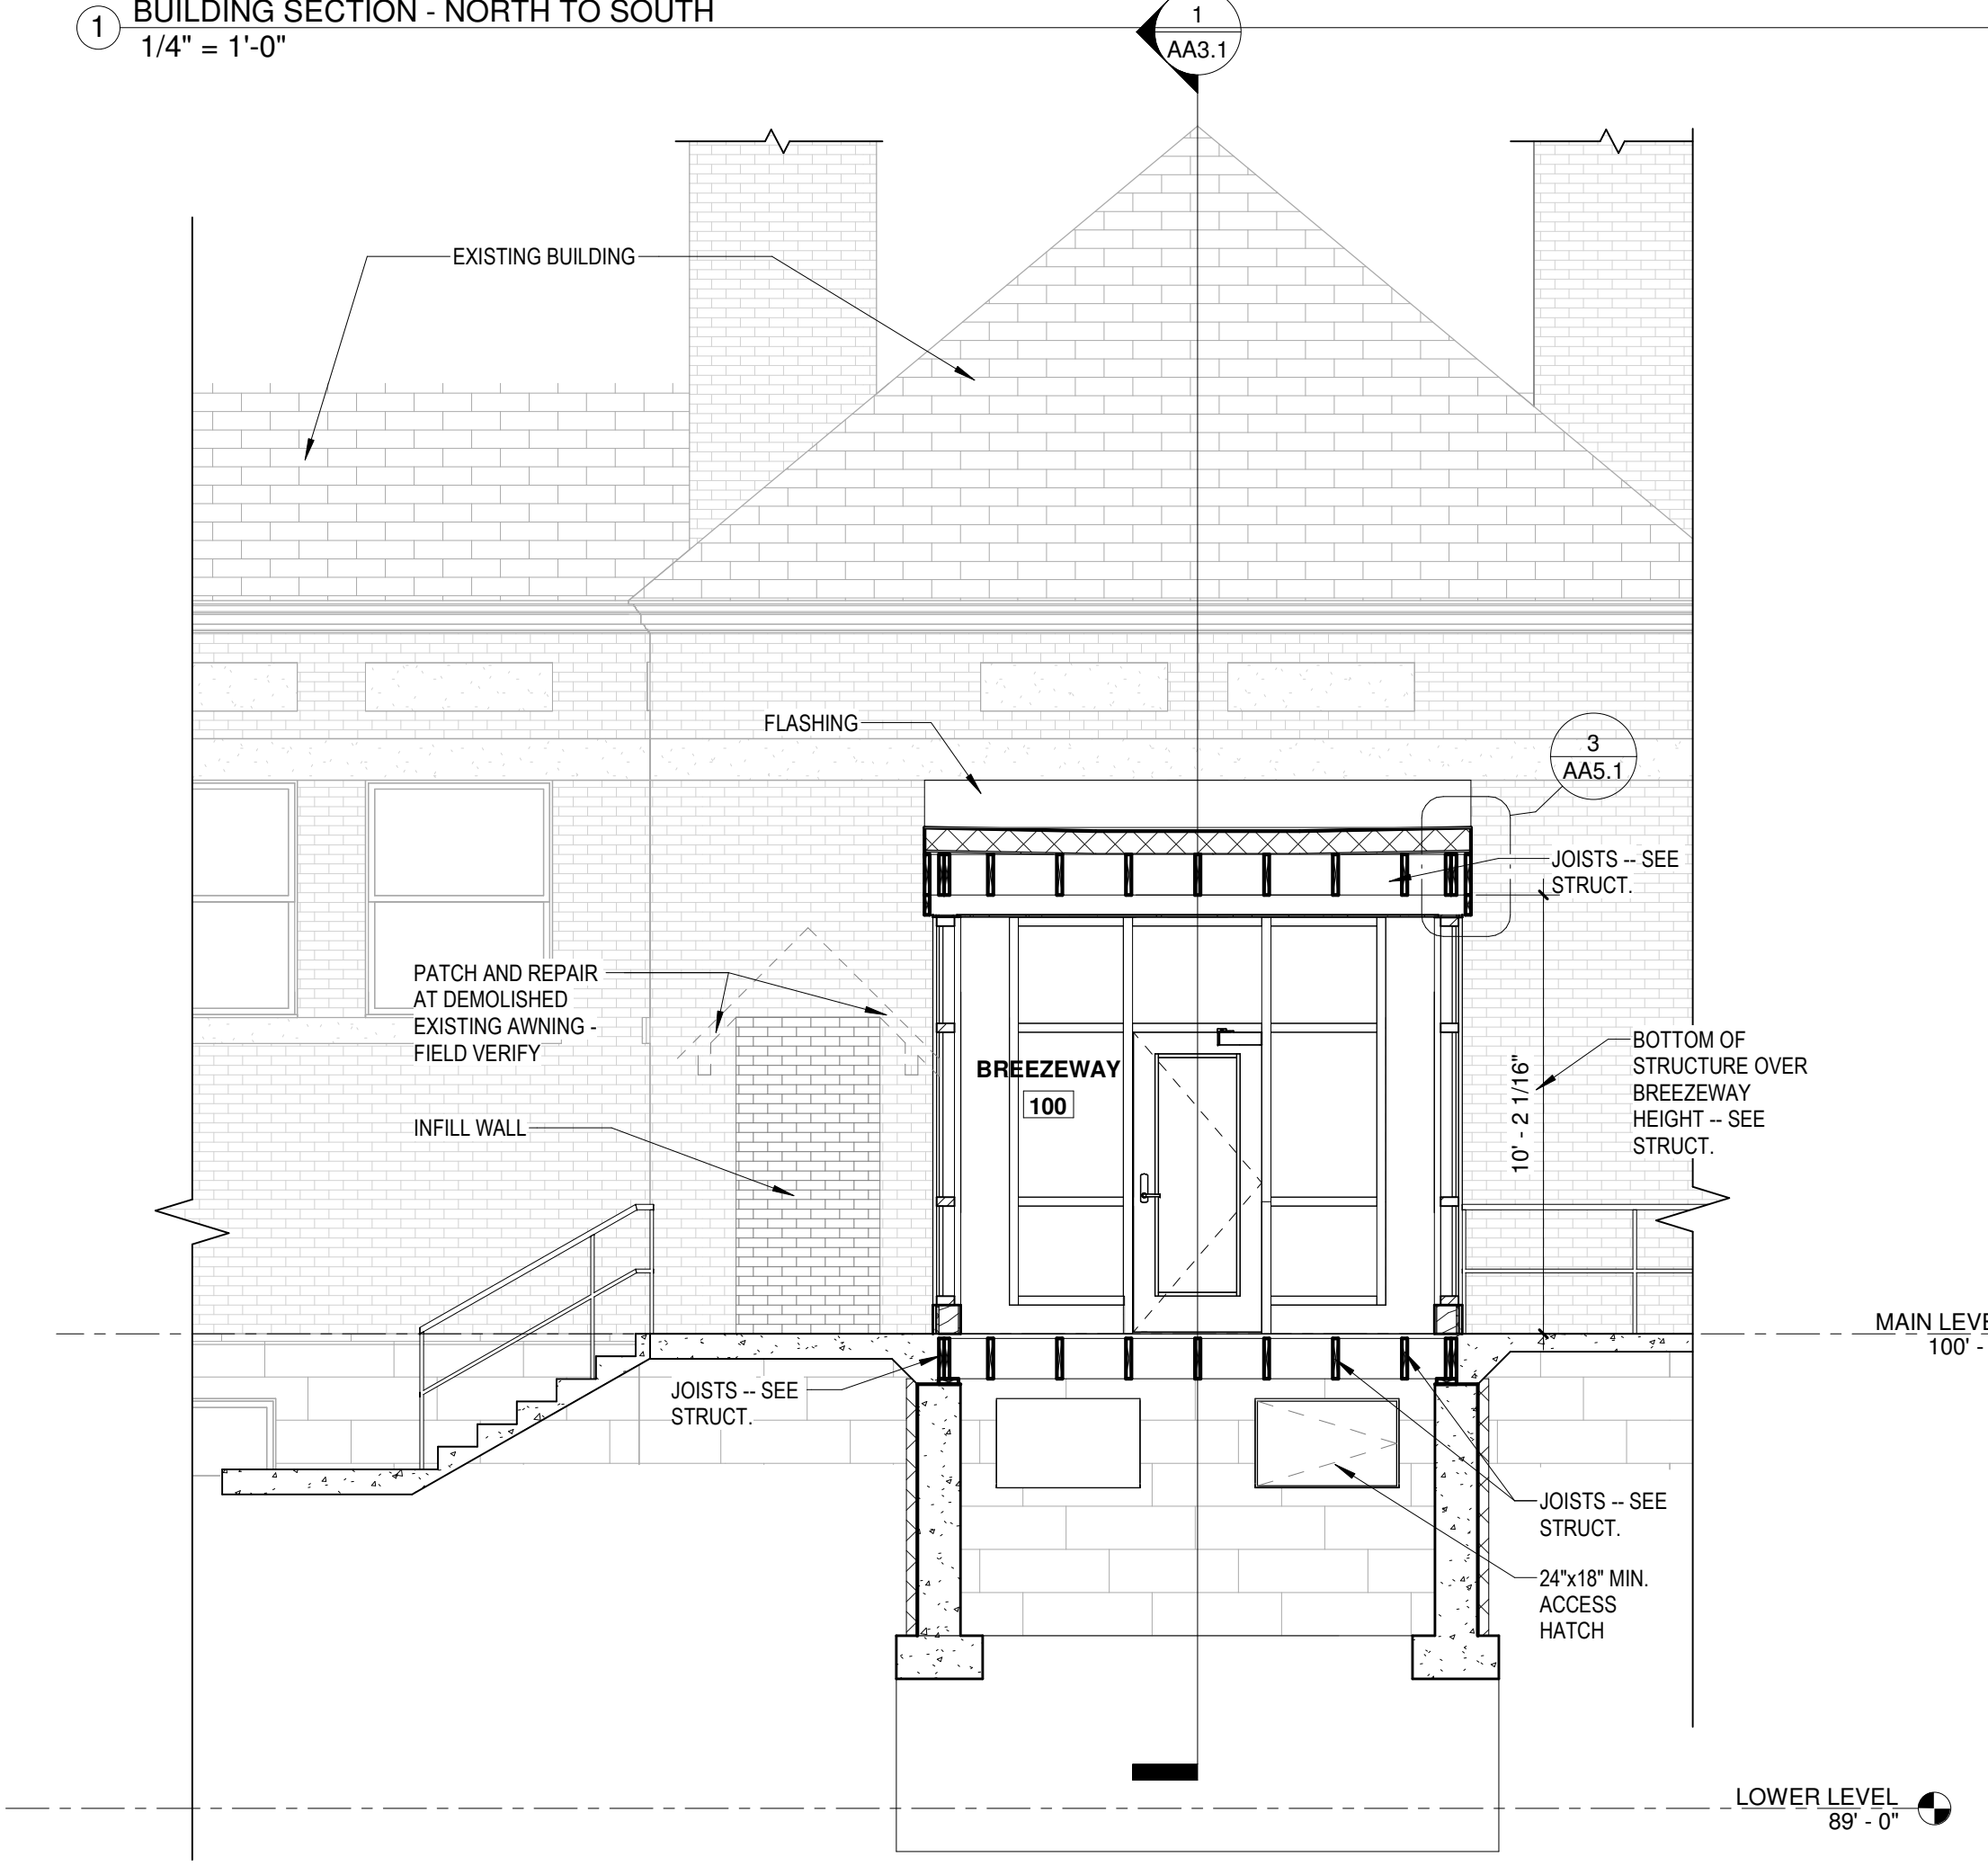 1
BUILDING SECTION - NORTH TO SOUTH
1/4" = 1'-0"
1
AA3.1
EXISTING BUILDING
FLASHING
3
AA5.1
JOISTS -- SEE
STRUCT.
PATCH AND REPAIR
AT DEMOLISHED
EXISTING AWNING -
FIELD VERIFY
BREEZEWAY
100
10' - 2 1/16"
BOTTOM OF
STRUCTURE OVER
BREEZEWAY
HEIGHT -- SEE
STRUCT.
INFILL WALL
MAIN LEVE
100' -
JOISTS -- SEE
STRUCT.
JOISTS -- SEE
STRUCT.
24"x18" MIN.
ACCESS
HATCH
LOWER LEVEL
89' - 0"